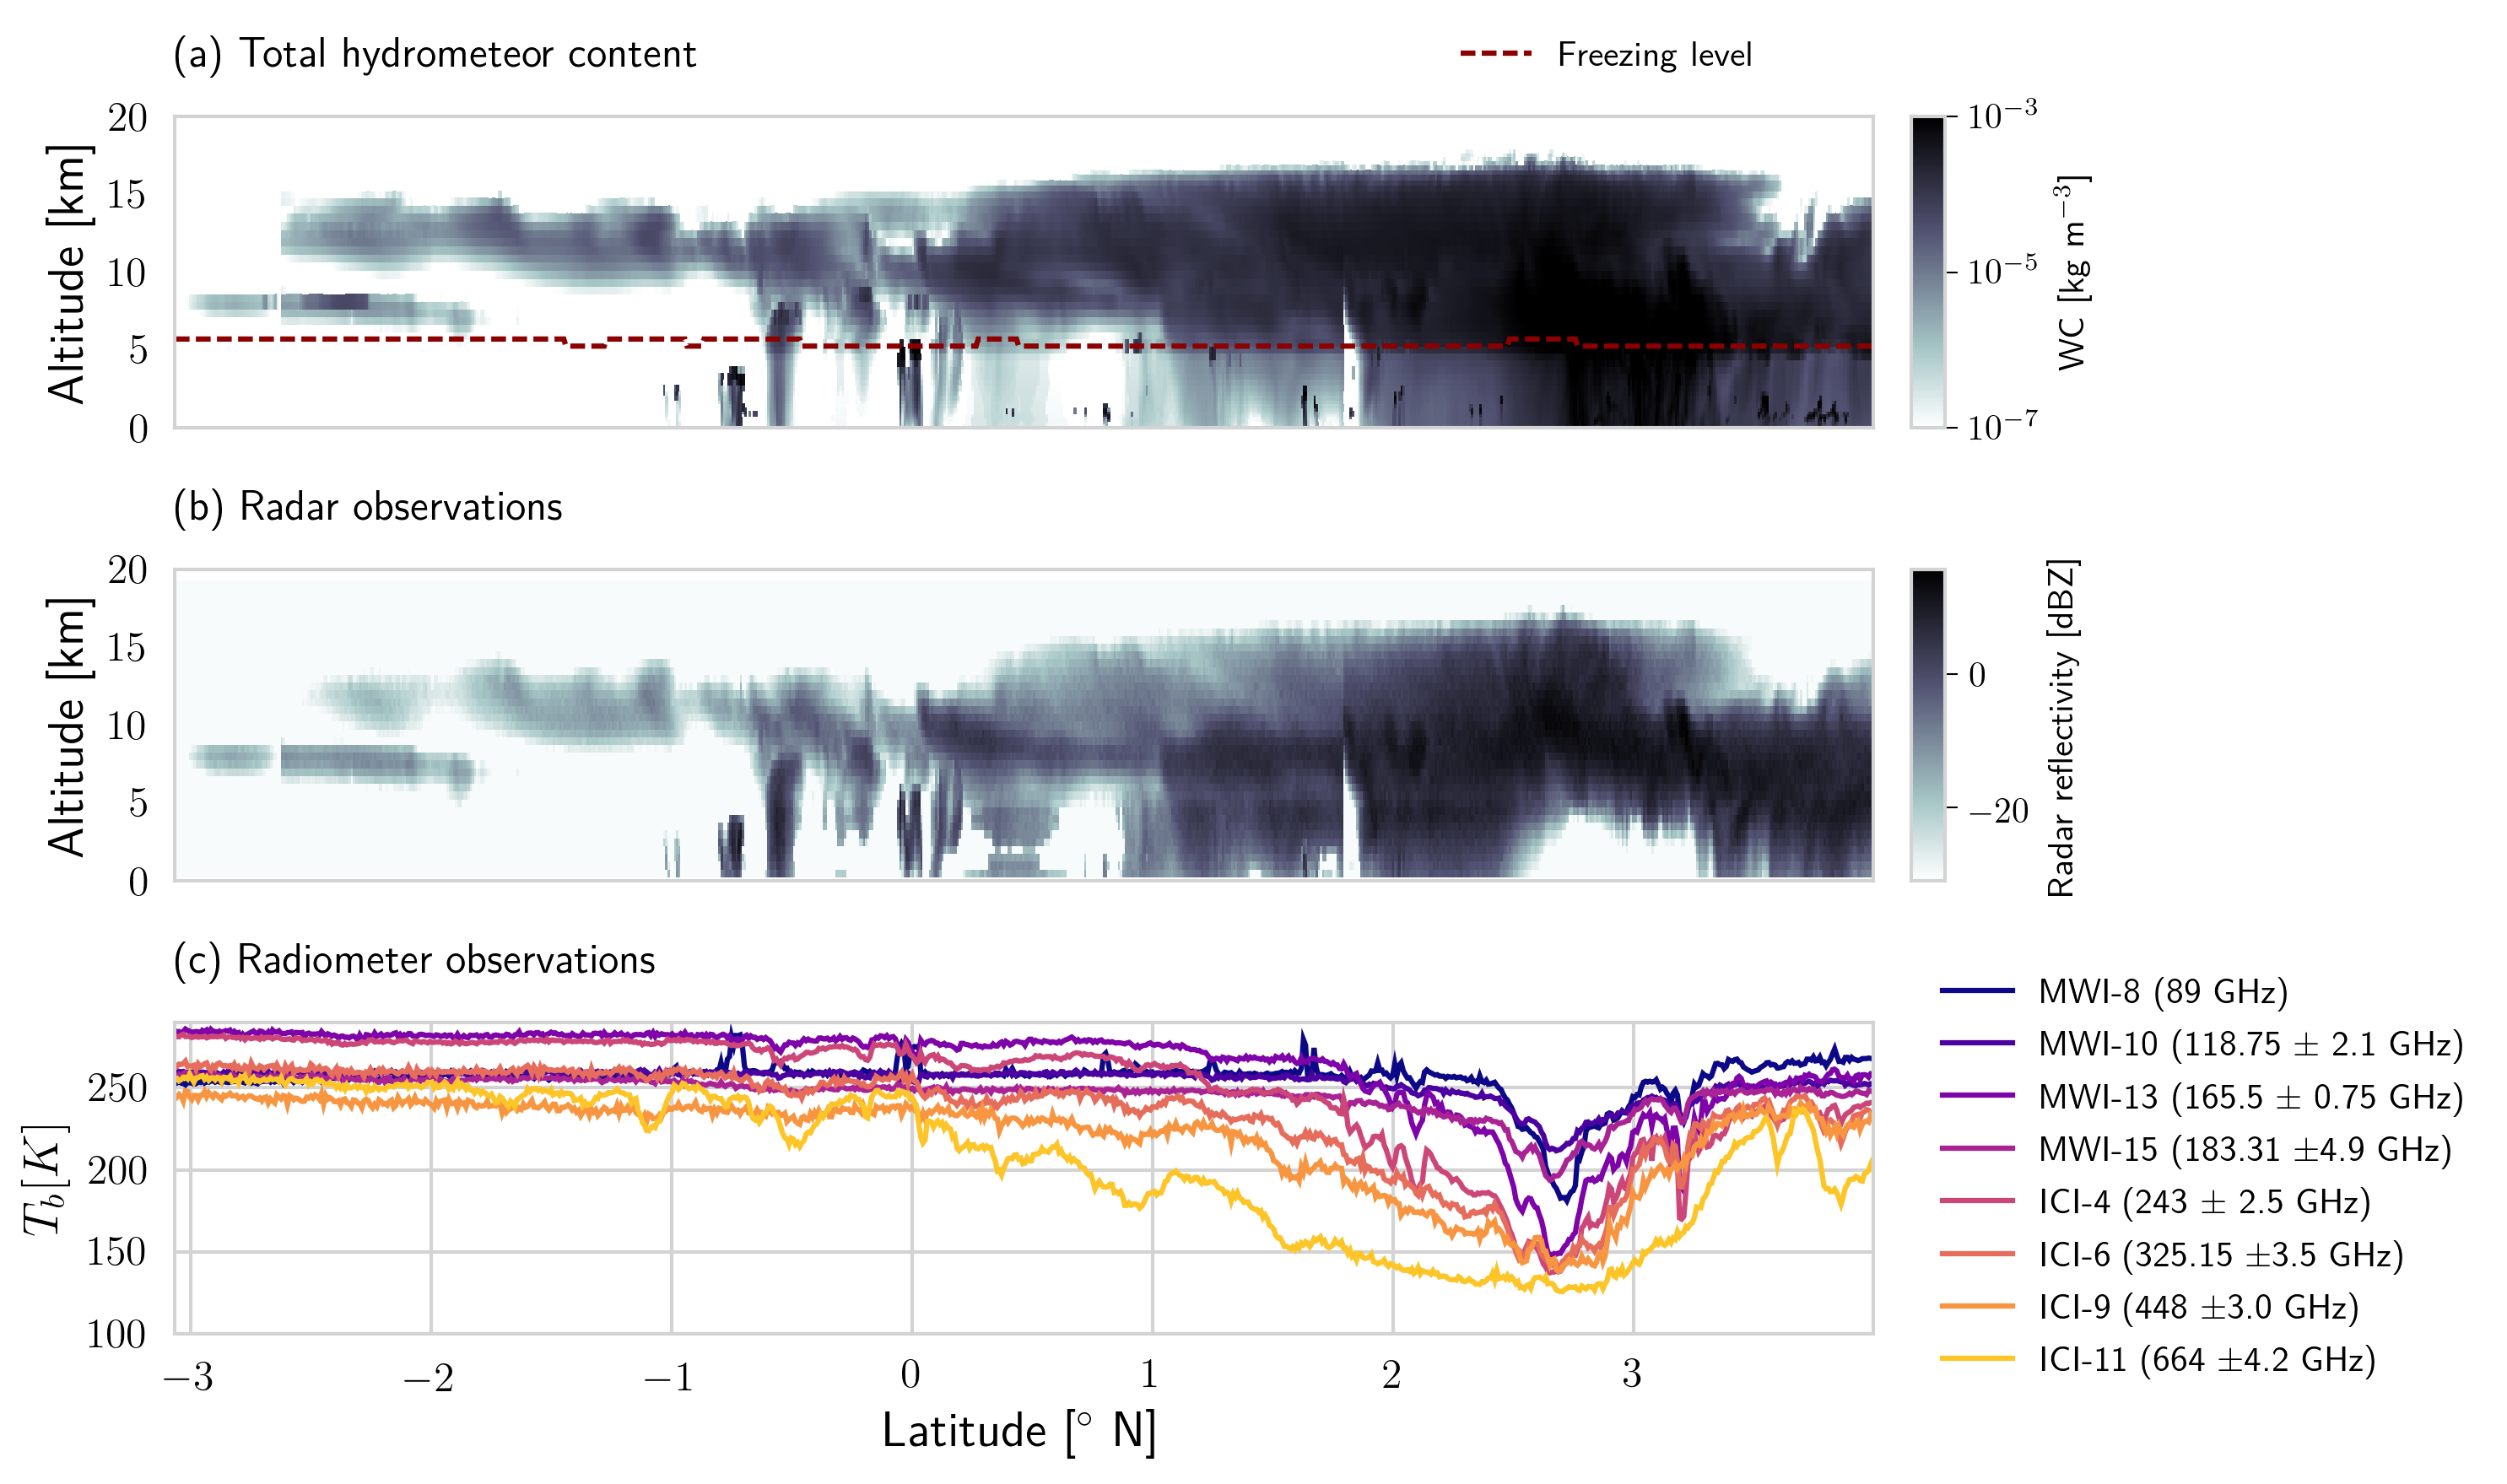 (a) Total hydrometeor content
Freezing level
20
15
10
5
0
Altitude [km]
10⁻³
10⁻⁵
10⁻⁷
WC [kg m⁻³]
(b) Radar observations
20
15
10
5
0
Altitude [km]
0
−20
Radar reflectivity [dBZ]
(c) Radiometer observations
250
200
150
100
T_b[K]
−3 −2 −1 0 1 2 3
Latitude [° N]
MWI-8 (89 GHz)
MWI-10 (118.75 ± 2.1 GHz)
MWI-13 (165.5 ± 0.75 GHz)
MWI-15 (183.31 ±4.9 GHz)
ICI-4 (243 ± 2.5 GHz)
ICI-6 (325.15 ±3.5 GHz)
ICI-9 (448 ±3.0 GHz)
ICI-11 (664 ±4.2 GHz)